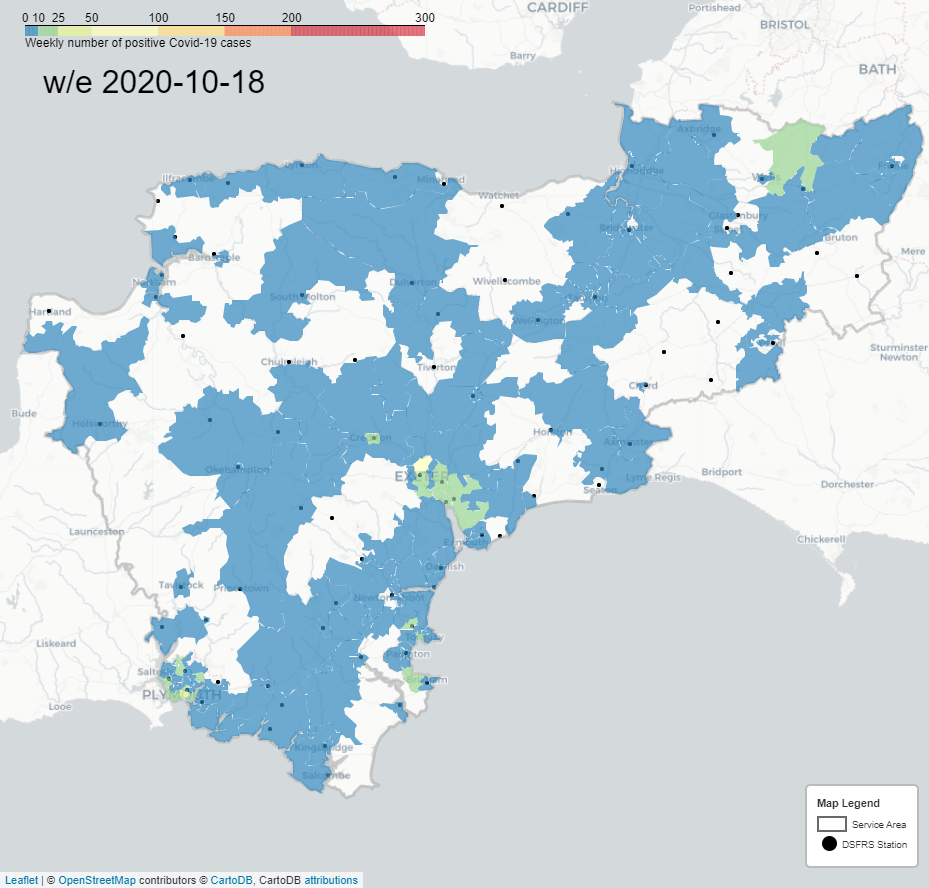 0 10 25 50 100 150 200 300
Weekly number of positive Covid-19 cases
w/e 2020-10-18
CARDIFF
Portishead
BRISTOL
Barry
BATH
Axbridge
Ilfracombe
Lynton
Minehead
Watchet
Highbridge
Wells
Frome
Glastonbury
Street
Bridgwater
Bruton
Barnstaple
Mere
Northam
South Molton
Dulverton
Wiveliscombe
Taunton
Hartland
Wellington
Sturminster
Newton
Chulmleigh
Tiverton
Chard
Bude
Holsworthy
Crediton
Honiton
Axminster
Okehampton
EXETER
Lyme Regis
Bridport
Dorchester
Seaton
Launceston
Exmouth
Chickerell
Dawlish
Tavistock
Princetown
Newton Abbot
Liskeard
Torquay
Paignton
Saltash
Brixham
PLYMOUTH
Looe
Kingsbridge
Salcombe
Map Legend
Service Area
DSFRS Station
Leaflet | © OpenStreetMap contributors © CartoDB, CartoDB attributions